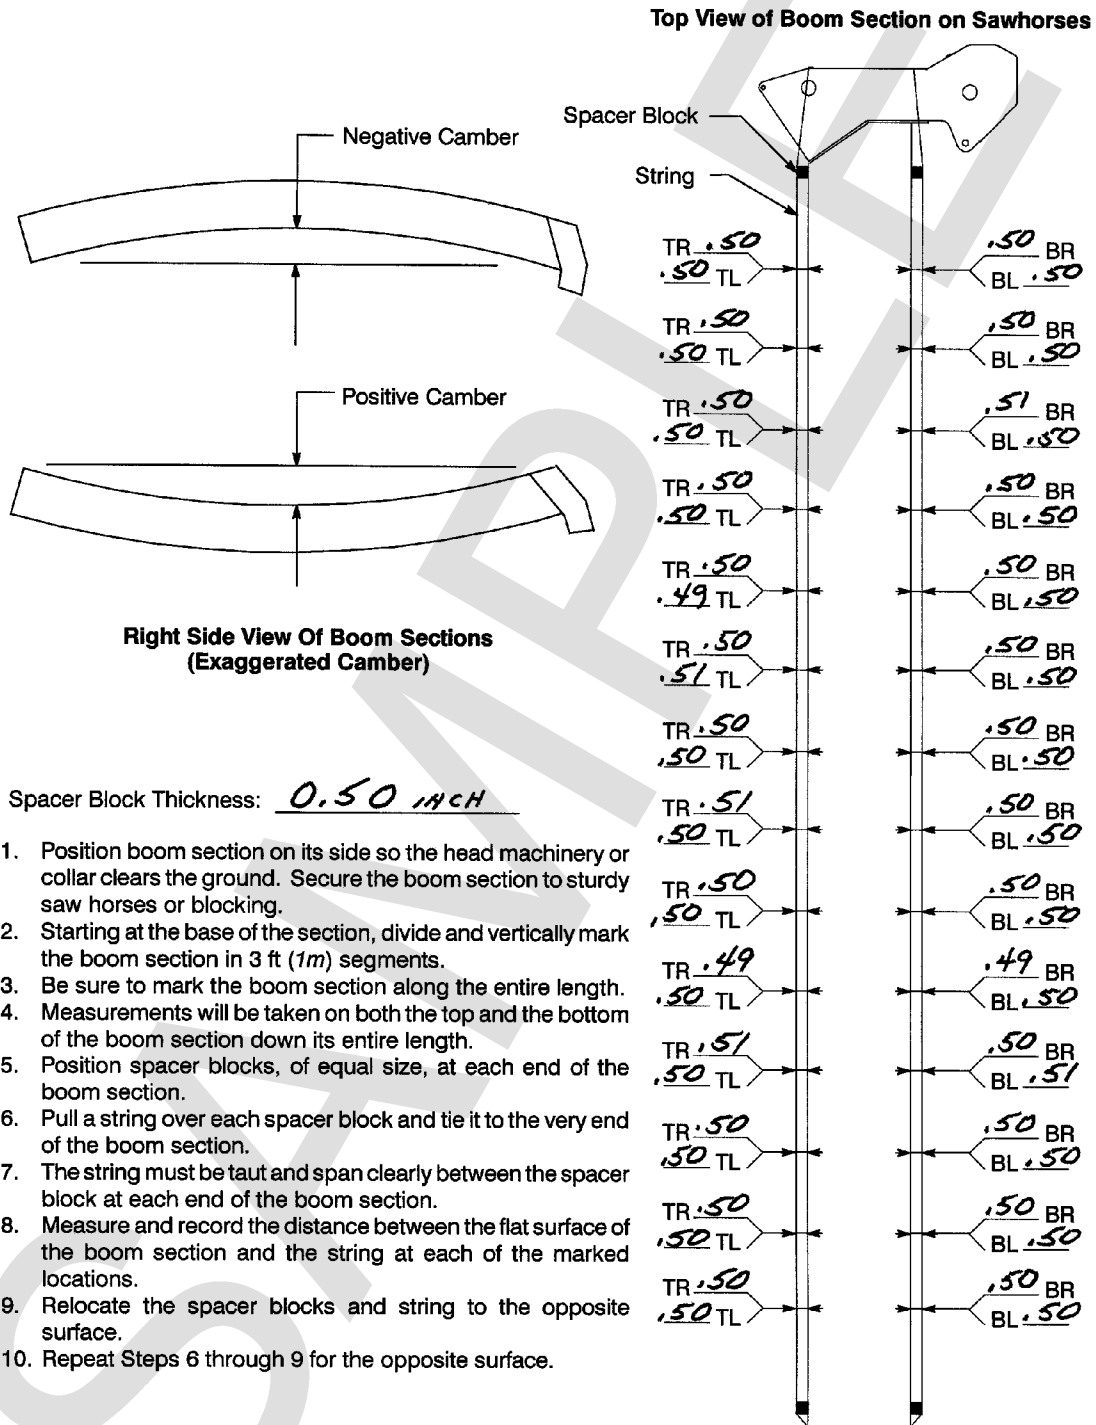 Top View of Boom Section on Sawhorses
Negative Camber
Spacer Block
String
Positive Camber
Right Side View Of Boom Sections
(Exaggerated Camber)
TR .50 .50 BR
.50 TL BL .50
TR .50 .50 BR
.50 TL BL .50
TR .50 .51 BR
.50 TL BL .50
TR .50 .50 BR
.50 TL BL .50
TR .50 .50 BR
.49 TL BL .50
TR .50 .50 BR
.51 TL BL .50
TR .50 .50 BR
.50 TL BL .50
TR .51 .50 BR
.50 TL BL .50
TR .50 .50 BR
.50 TL BL .50
TR .49 .49 BR
.50 TL BL .50
TR .51 .50 BR
.50 TL BL .51
TR .50 .50 BR
.50 TL BL .50
TR .50 .50 BR
.50 TL BL .50
TR .50 .50 BR
.50 TL BL .50
Spacer Block Thickness: 0.50 INCH
1. Position boom section on its side so the head machinery or
collar clears the ground. Secure the boom section to sturdy
saw horses or blocking.
2. Starting at the base of the section, divide and vertically mark
the boom section in 3 ft (1m) segments.
3. Be sure to mark the boom section along the entire length.
4. Measurements will be taken on both the top and the bottom
of the boom section down its entire length.
5. Position spacer blocks, of equal size, at each end of the
boom section.
6. Pull a string over each spacer block and tie it to the very end
of the boom section.
7. The string must be taut and span clearly between the spacer
block at each end of the boom section.
8. Measure and record the distance between the flat surface of
the boom section and the string at each of the marked
locations.
9. Relocate the spacer blocks and string to the opposite
surface.
10. Repeat Steps 6 through 9 for the opposite surface.
SAMPLE